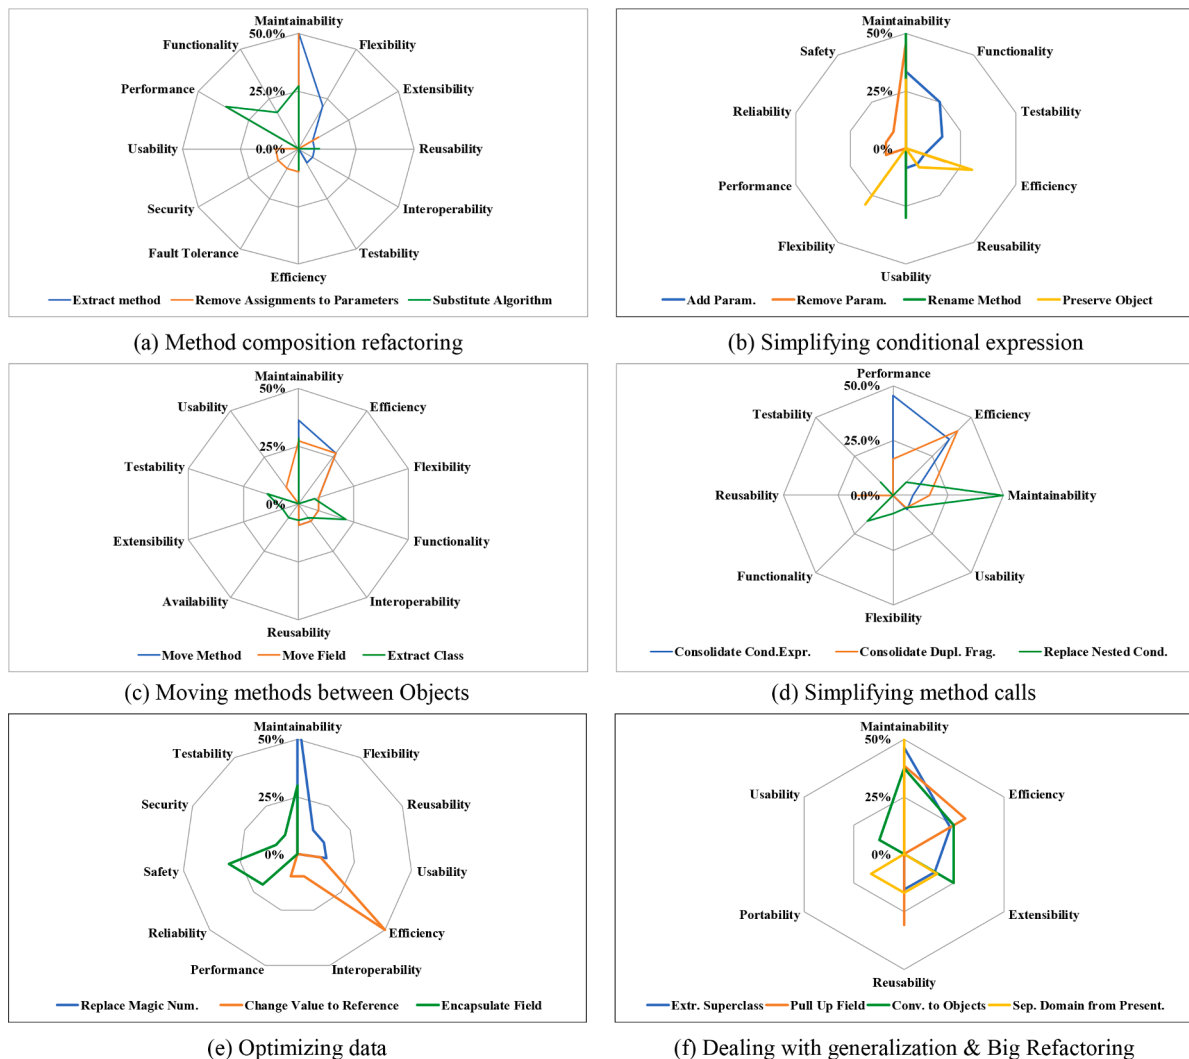 Maintainability
50.0%
Functionality
Flexibility
Performance
25.0%
Extensibility
Usability
0.0%
Reusability
Security
Interoperability
Fault Tolerance
Testability
Efficiency
Extract method
Remove Assignments to Parameters
Substitute Algorithm
(a) Method composition refactoring
Maintainability
50.0%
Safety
Functionality
Reliability
25%
Testability
0%
Performance
Efficiency
Flexibility
Reusability
Usability
Add Param.
Remove Param.
Rename Method
Preserve Object
(b) Simplifying conditional expression
Maintainability
50%
Usability
Efficiency
25%
Testability
Flexibility
0%
Extensibility
Functionality
Availability
Interoperability
Reusability
Move Method
Move Field
Extract Class
(c) Moving methods between Objects
Performance
50.0%
Testability
Efficiency
25.0%
Reusability
0.0%
Maintainability
Functionality
Usability
Flexibility
Consolidate Cond.Expr.
Consolidate Dupl. Frag.
Replace Nested Cond.
(d) Simplifying method calls
Maintainability
50%
Testability
Flexibility
Security
25%
Reusability
0%
Safety
Usability
Reliability
Efficiency
Performance
Interoperability
Replace Magic Num.
Change Value to Reference
Encapsulate Field
(e) Optimizing data
Maintainability
50%
Usability
Efficiency
25%
0%
Portability
Extensibility
Reusability
Extr. Superclass
Pull Up Field
Conv. to Objects
Sep. Domain from Present.
(f) Dealing with generalization & Big Refactoring